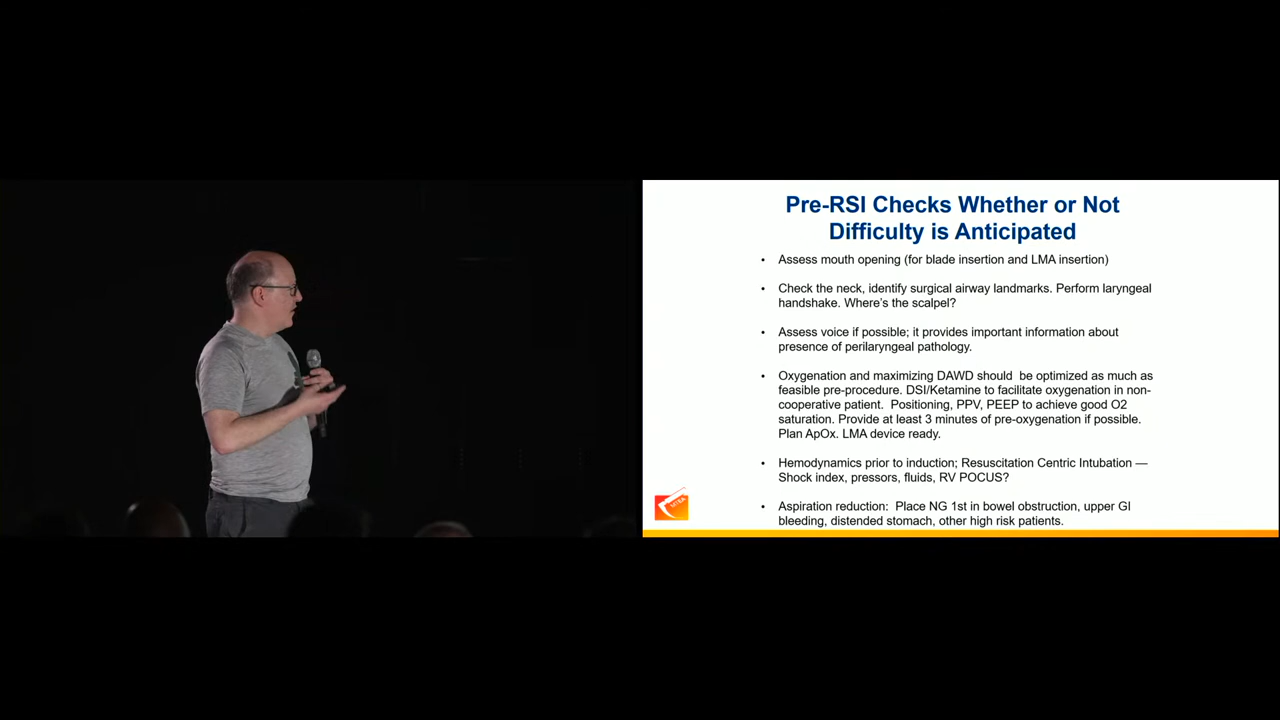 Pre-RSI Checks Whether or Not
Difficulty is Anticipated
• Assess mouth opening (for blade insertion and LMA insertion)
• Check the neck, identify surgical airway landmarks. Perform laryngeal
handshake. Where's the scalpel?
• Assess voice if possible; it provides important information about
presence of perilaryngeal pathology.
• Oxygenation and maximizing DAWD should  be optimized as much as
feasible pre-procedure. DSI/Ketamine to facilitate oxygenation in non-
cooperative patient.  Positioning, PPV, PEEP to achieve good O2
saturation. Provide at least 3 minutes of pre-oxygenation if possible.
Plan ApOx. LMA device ready.
• Hemodynamics prior to induction; Resuscitation Centric Intubation —
Shock index, pressors, fluids, RV POCUS?
• Aspiration reduction:  Place NG 1st in bowel obstruction, upper GI
bleeding, distended stomach, other high risk patients.